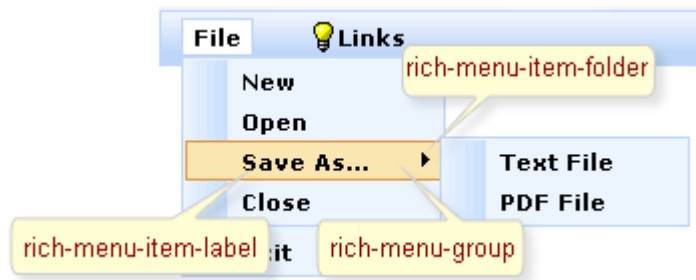 File Links
rich-menu-item-folder
New
Open
Save As... Text File
Close PDF File
rich-menu-item-label :it rich-menu-group